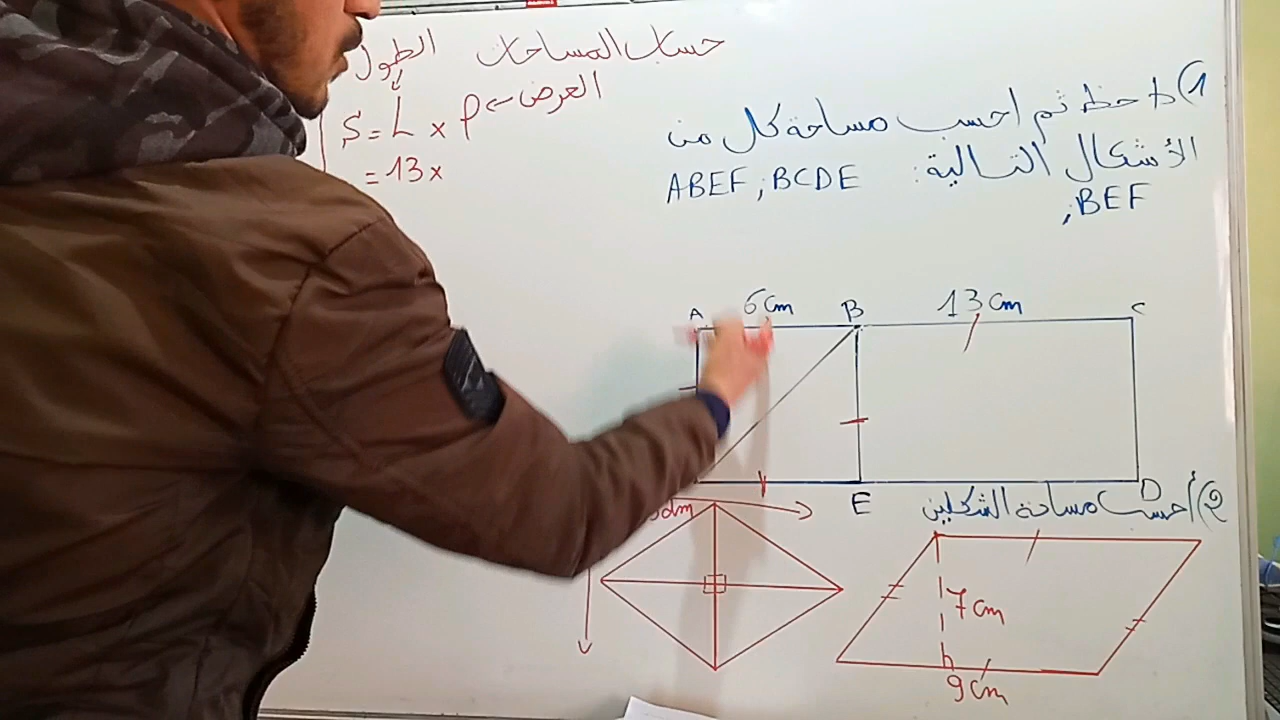 حساب المساحات
الطول
العرض
S = L × P
= 13 ×
1) لاحظ ثم احسب مساحة كل من
الأشكال التالية: ABEF ; BCDE
; BEF
A 6cm B 13cm C
E D
2) أحسب مساحة الشكلين
dm
7cm
9cm